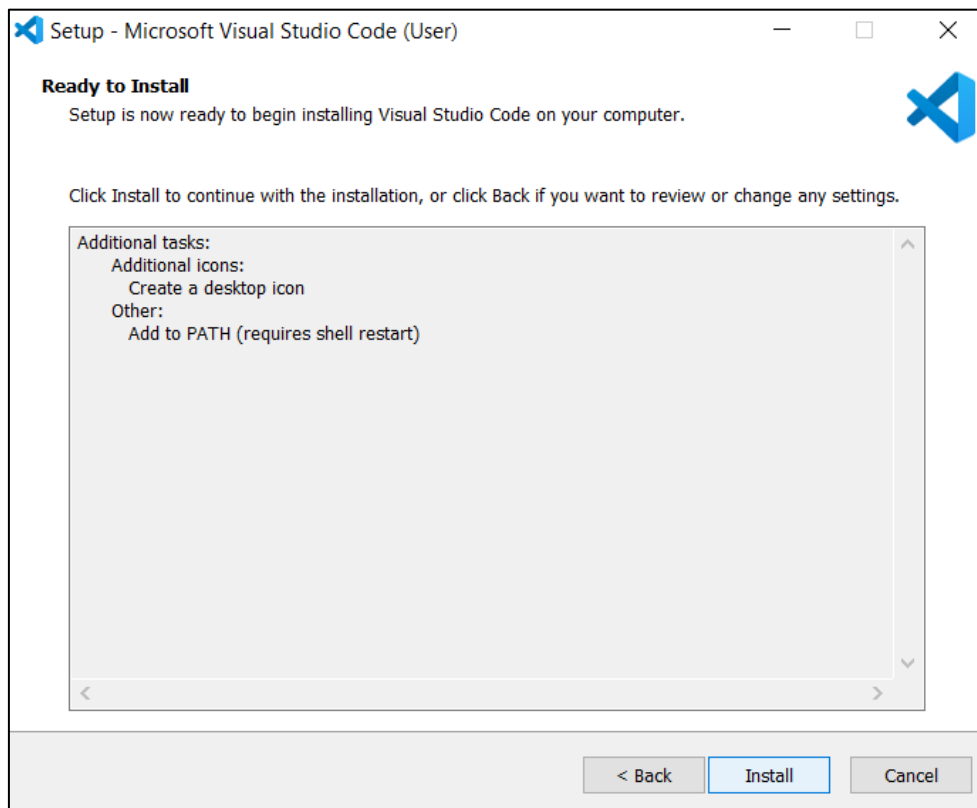 Setup - Microsoft Visual Studio Code (User)
Ready to Install
Setup is now ready to begin installing Visual Studio Code on your computer.
Click Install to continue with the installation, or click Back if you want to review or change any settings.
Additional tasks:
Additional icons:
Create a desktop icon
Other:
Add to PATH (requires shell restart)
< Back
Install
Cancel